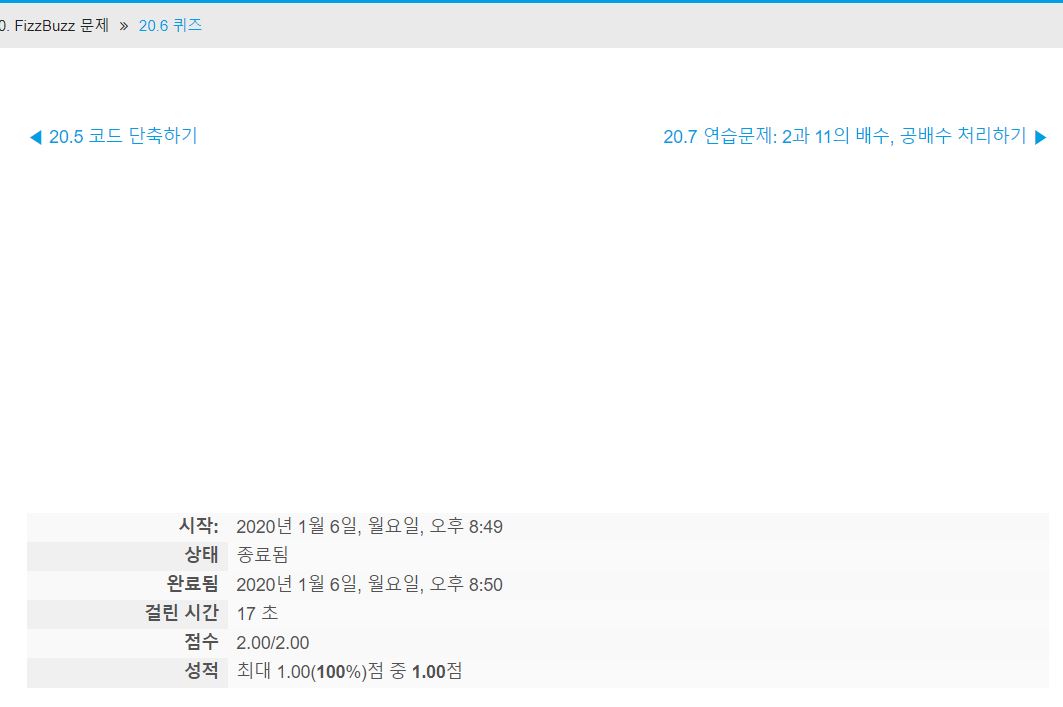 0. FizzBuzz 문제 » 20.6 퀴즈
◀ 20.5 코드 단축하기
20.7 연습문제: 2과 11의 배수, 공배수 처리하기 ▶
시작: 2020년 1월 6일, 월요일, 오후 8:49
상태 종료됨
완료됨 2020년 1월 6일, 월요일, 오후 8:50
걸린 시간 17 초
점수 2.00/2.00
성적 최대 1.00(100%)점 중 1.00점